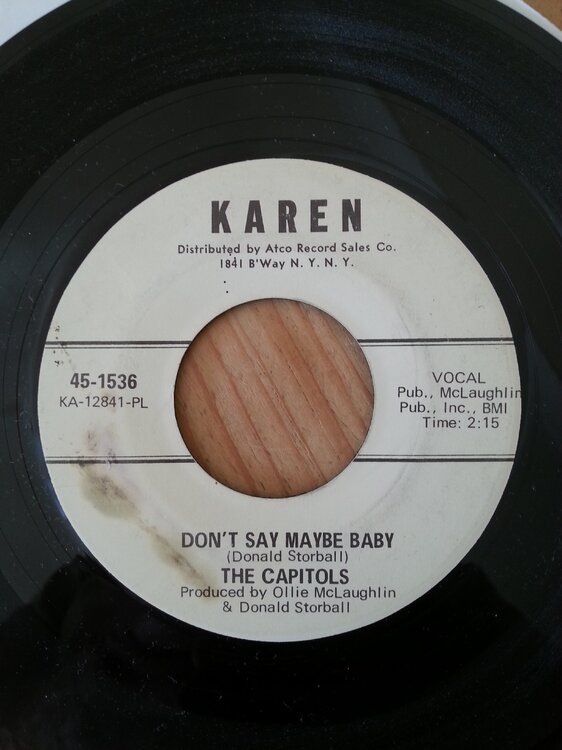 KAREN
Distributed by Atco Record Sales Co.
1841 B'Way N. Y. N. Y.
45-1536
KA-12841-PL
VOCAL
Pub., McLaughlin
Pub., Inc., BMI
Time: 2:15
DON'T SAY MAYBE BABY
(Donald Storball)
THE CAPITOLS
Produced by Ollie McLaughlin
& Donald Storball